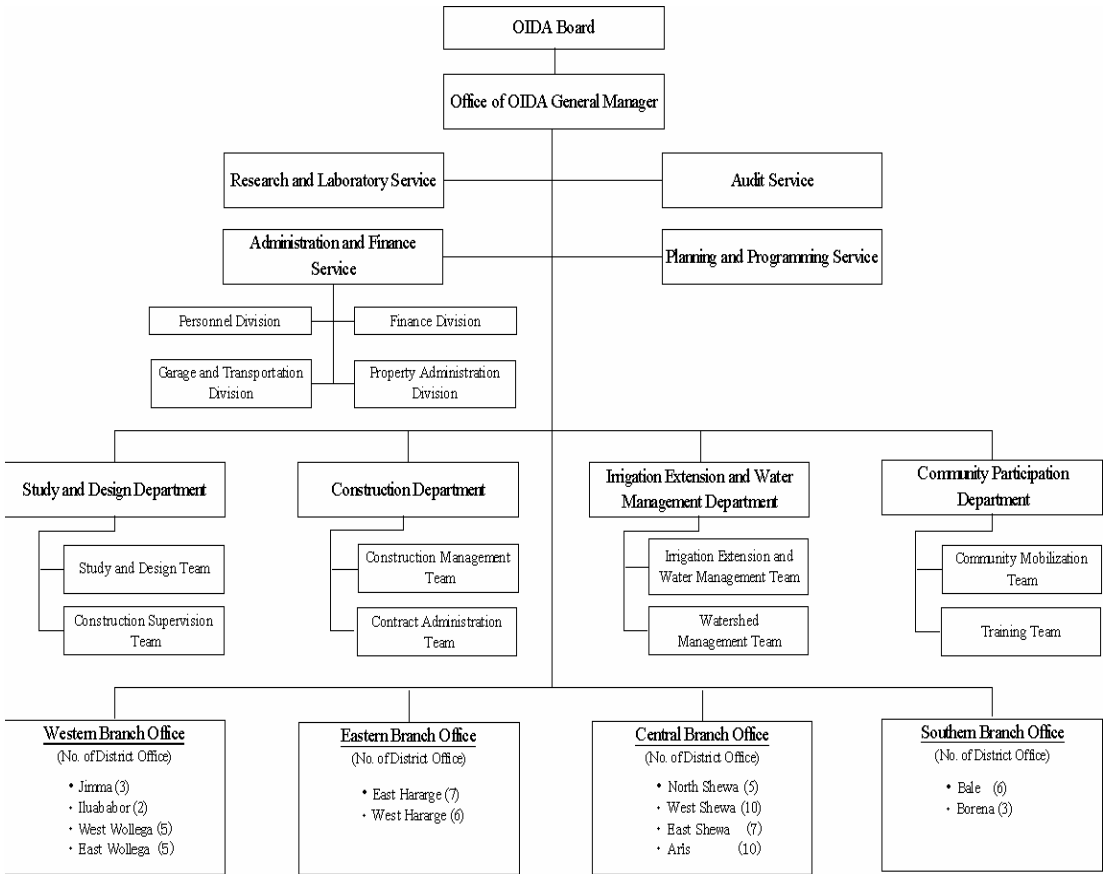 OIDA Board
Office of OIDA General Manager
Research and Laboratory Service
Audit Service
Administration and Finance
Service
Planning and Programming Service
Personnel Division
Finance Division
Garage and Transportation
Division
Property Administration
Division
Study and Design Department
Construction Department
Irrigation Extension and Water
Management Department
Community Participation
Department
Study and Design Team
Construction Management
Team
Irrigation Extension and
Water Management Team
Community Mobilization
Team
Construction Supervision
Team
Contract Administration
Team
Watershed
Management Team
Training Team
Western Branch Office
(No. of District Office)
• Jimma (3)
• Iluababor (2)
• West Wollega (5)
• East Wollega (5)
Eastern Branch Office
(No. of District Office)
• East Hararge (7)
• West Hararge (6)
Central Branch Office
(No. of District Office)
• North Shewa (5)
• West Shewa (10)
• East Shewa (7)
• Aris (10)
Southern Branch Office
(No. of District Office)
• Bale (6)
• Borena (3)